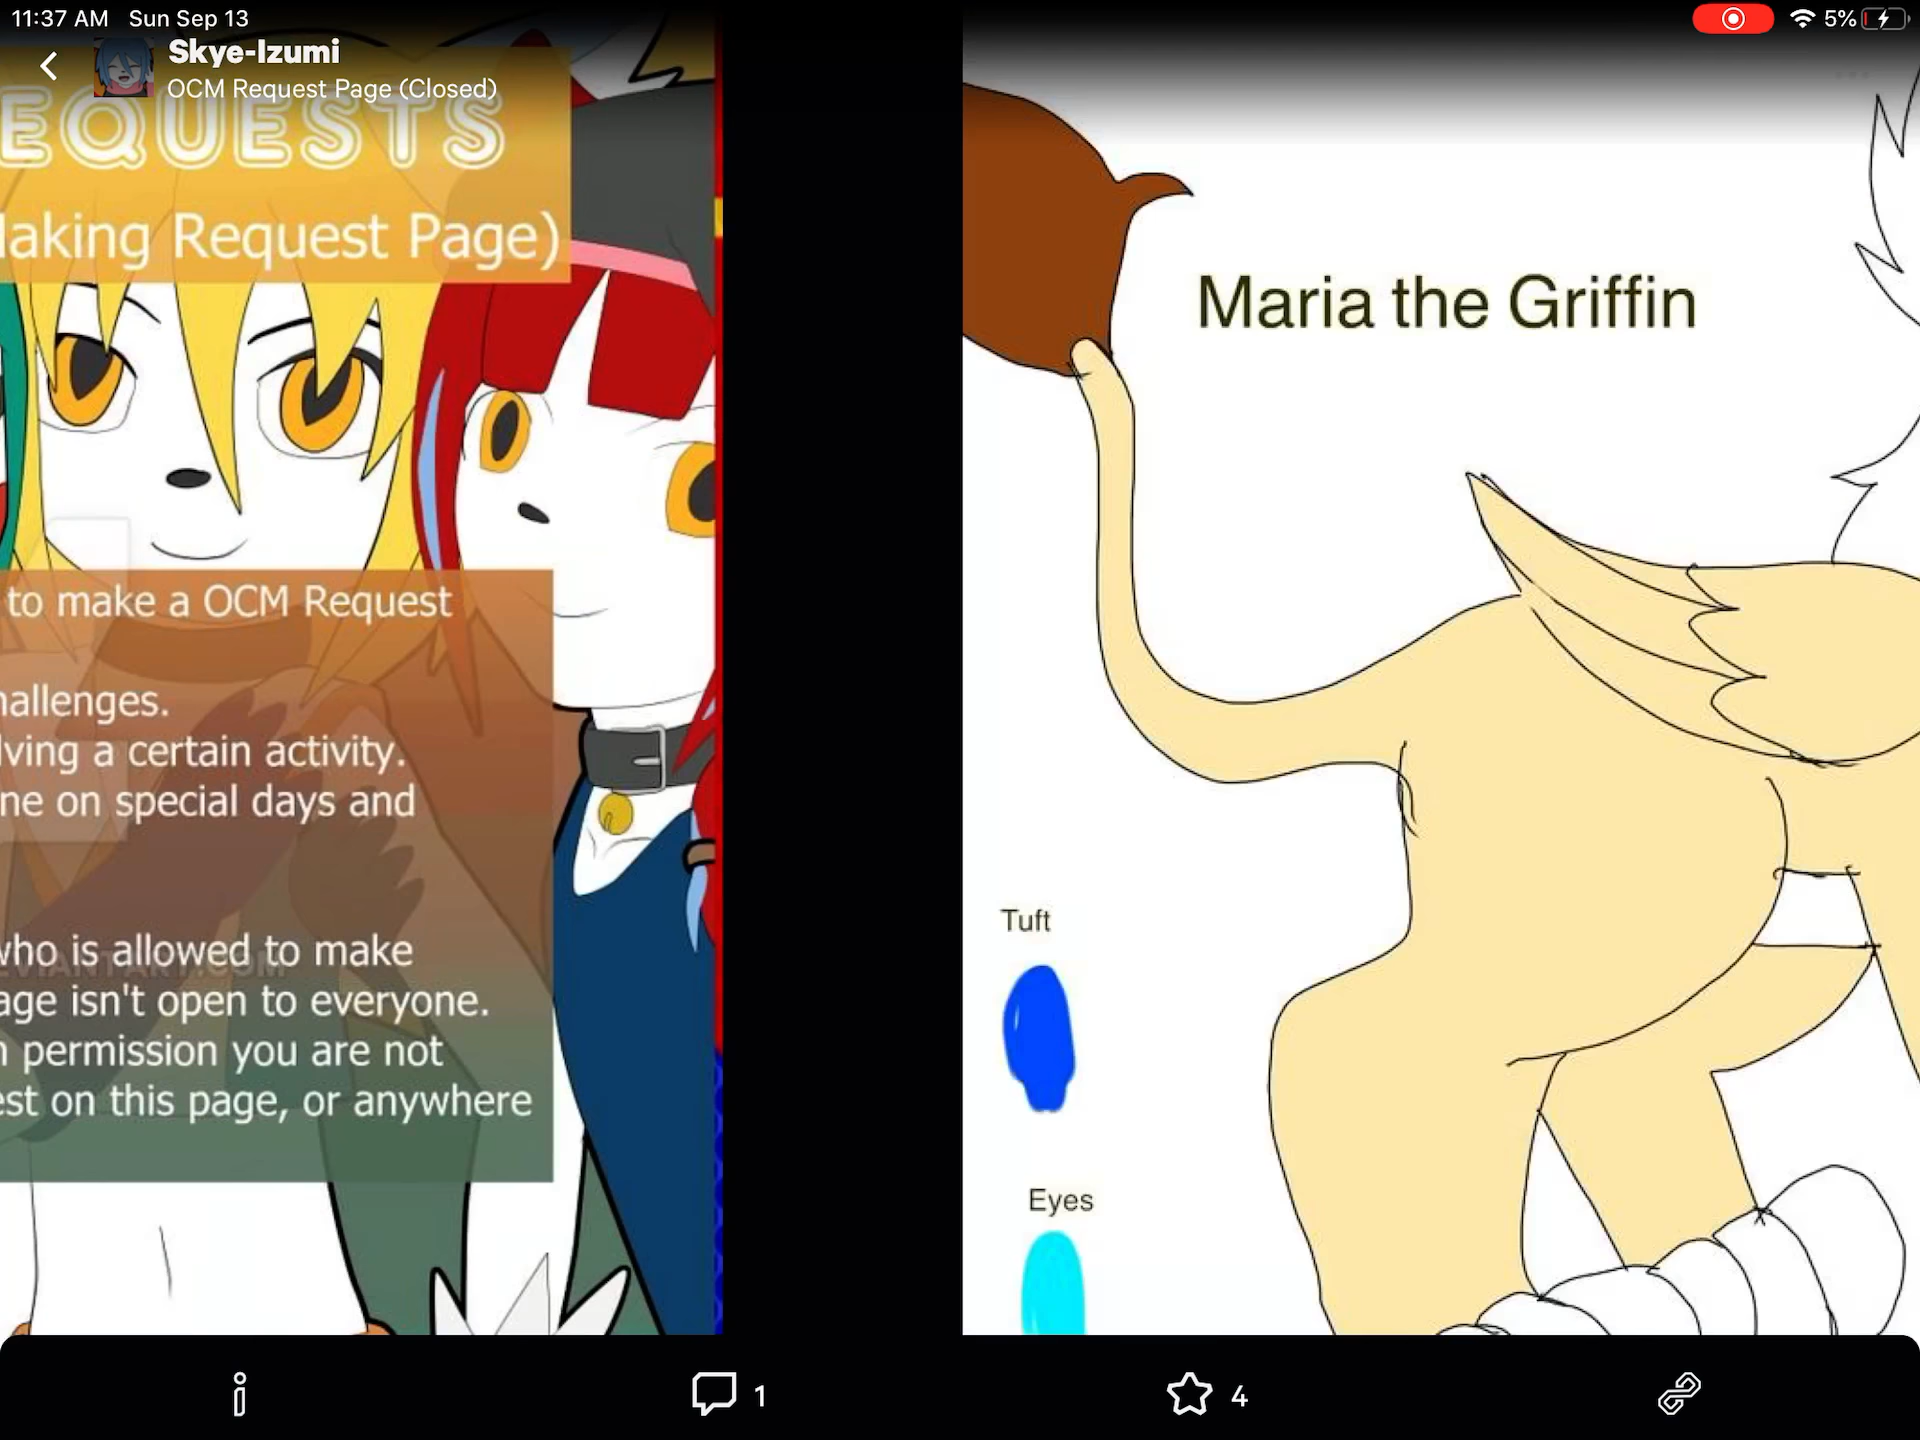 11:37 AM Sun Sep 13
5%
Skye-Izumi
OCM Request Page (Closed)
EQUESTS
aking Request Page)
to make a OCM Request
hallenges.
lving a certain activity.
ne on special days and
who is allowed to make
age isn't open to everyone.
n permission you are not
est on this page, or anywhere
Maria the Griffin
Tuft
Eyes
1
4